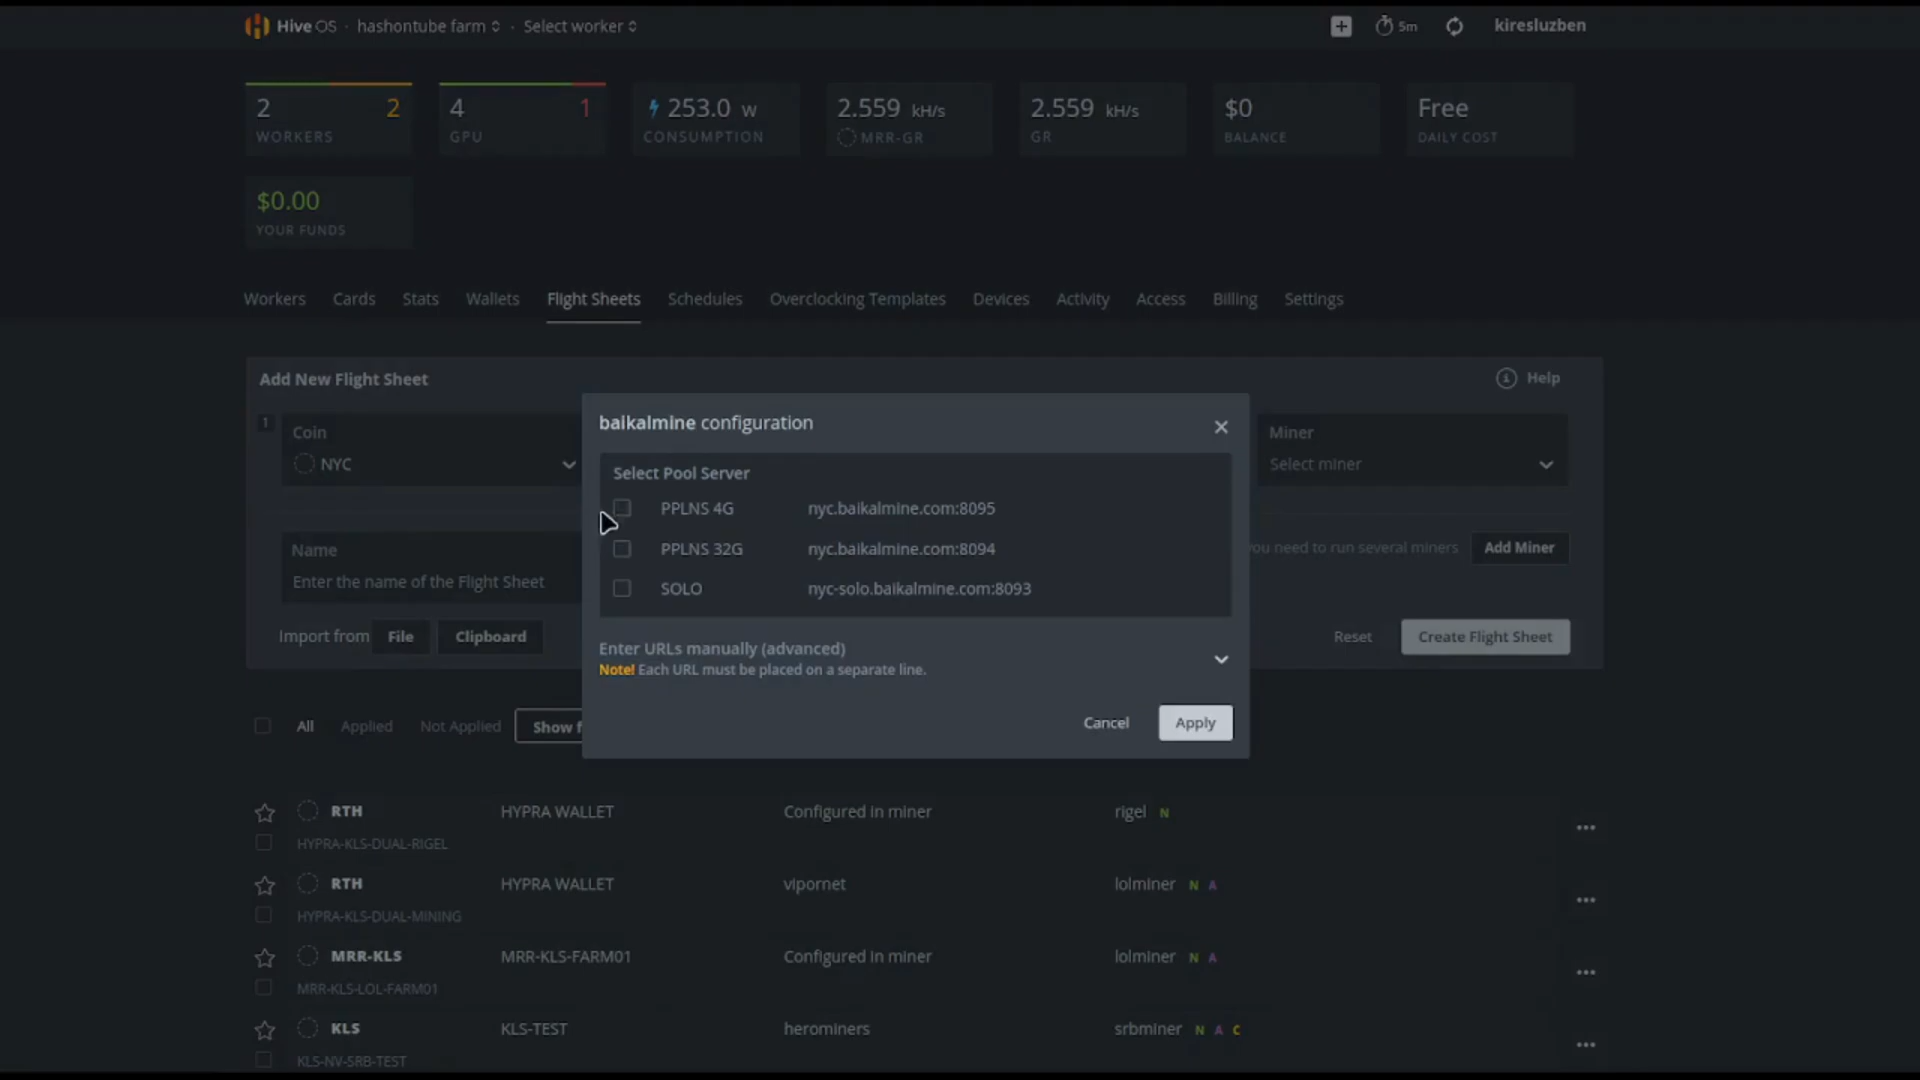 Hive OS · hashontube farm · Select worker
5m
kiresluzben
2 2
WORKERS
4 1
GPU
253.0 W
CONSUMPTION
2.559 kH/s
MRR-GR
2.559 kH/s
GR
$0
BALANCE
Free
DAILY COST
$0.00
YOUR FUNDS
Workers Cards Stats Wallets Flight Sheets Schedules Overclocking Templates Devices Activity Access Billing Settings
Add New Flight Sheet
Help
1
Coin
NYC
Miner
Select miner
Name
Enter the name of the Flight Sheet
you need to run several miners
Add Miner
Import from File Clipboard
Reset
Create Flight Sheet
baikalmine configuration
Select Pool Server
PPLNS 4G nyc.baikalmine.com:8095
PPLNS 32G nyc.baikalmine.com:8094
SOLO nyc-solo.baikalmine.com:8093
Enter URLs manually (advanced)
Note! Each URL must be placed on a separate line.
Cancel
Apply
All Applied Not Applied Show f
RTH HYPRA WALLET Configured in miner rigel N
HYPRA-KLS-DUAL-RIGEL
RTH HYPRA WALLET vipornet lolminer N A
HYPRA-KLS-DUAL-MINING
MRR-KLS MRR-KLS-FARM01 Configured in miner lolminer N A
MRR-KLS-LOL-FARM01
KLS KLS-TEST herominers srbminer N A C
KLS-NV-SRB-TEST